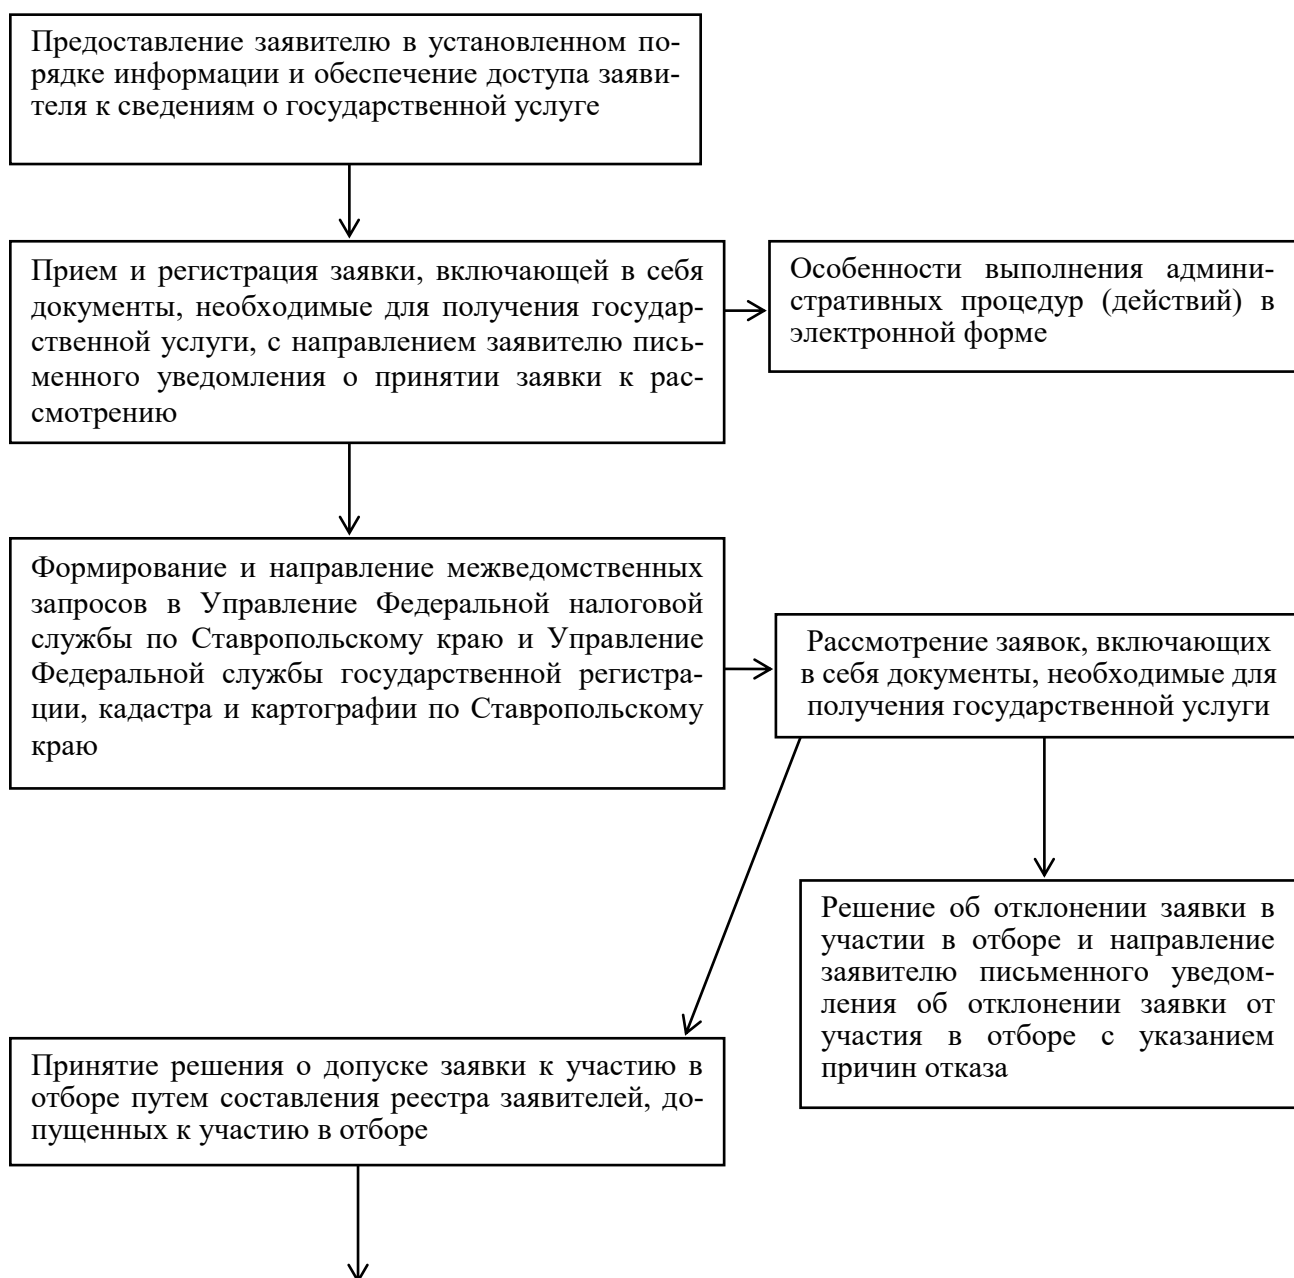 Предоставление заявителю в установленном по-
рядке информации и обеспечение доступа заяви-
теля к сведениям о государственной услуге
Прием и регистрация заявки, включающей в себя
документы, необходимые для получения государ-
ственной услуги, с направлением заявителю пись-
менного уведомления о принятии заявки к рас-
смотрению
Особенности выполнения админи-
стративных процедур (действий) в
электронной форме
Формирование и направление межведомственных
запросов в Управление Федеральной налоговой
службы по Ставропольскому краю и Управление
Федеральной службы государственной регистра-
ции, кадастра и картографии по Ставропольскому
краю
Рассмотрение заявок, включающих
в себя документы, необходимые для
получения государственной услуги
Решение об отклонении заявки в
участии в отборе и направление
заявителю письменного уведом-
ления об отклонении заявки от
участия в отборе с указанием
причин отказа
Принятие решения о допуске заявки к участию в
отборе путем составления реестра заявителей, до-
пущенных к участию в отборе